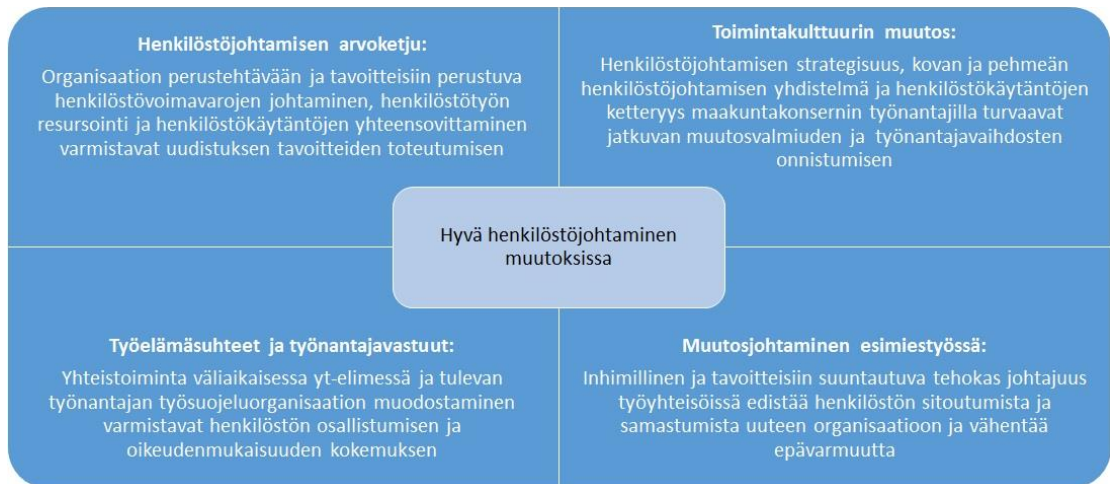 Henkilöstöjohtamisen arvoketju:
Organisaation perustehtävään ja tavoitteisiin perustuva
henkilöstövoimavarojen johtaminen, henkilöstötyön
resursointi ja henkilöstökäytäntöjen yhteensovittaminen
varmistavat uudistuksen tavoitteiden toteutumisen
Toimintakulttuurin muutos:
Henkilöstöjohtamisen strategisuus, kovan ja pehmeän
henkilöstöjohtamisen yhdistelmä ja henkilöstökäytäntöjen
ketteryys maakuntakonsernin työnantajilla turvaavat
jatkuvan muutosvalmiuden ja työnantajavaihdosten
onnistumisen
Hyvä henkilöstöjohtaminen
muutoksissa
Työelämäsuhteet ja työnantajavastuut:
Yhteistoiminta väliaikaisessa yt-elimessä ja tulevan
työnantajan työsuojeluorganisaation muodostaminen
varmistavat henkilöstön osallistumisen ja
oikeudenmukaisuuden kokemuksen
Muutosjohtaminen esimiestyössä:
Inhimillinen ja tavoitteisiin suuntautuva tehokas johtajuus
työyhteisöissä edistää henkilöstön sitoutumista ja
samastumista uuteen organisaatioon ja vähentää
epävarmuutta